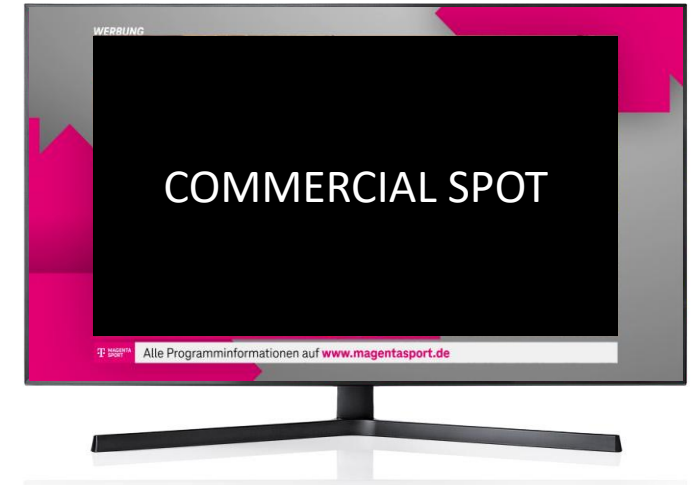 WERBUNG
COMMERCIAL SPOT
T MAGENTA SPORT
Alle Programminformationen auf www.magentasport.de